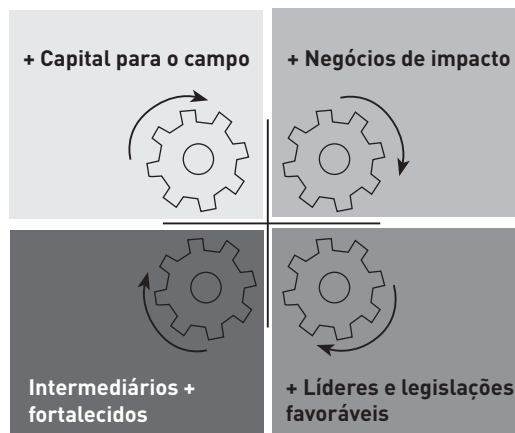 + Capital para o campo
+ Negócios de impacto
Intermediários +
fortalecidos
+ Líderes e legislações
favoráveis